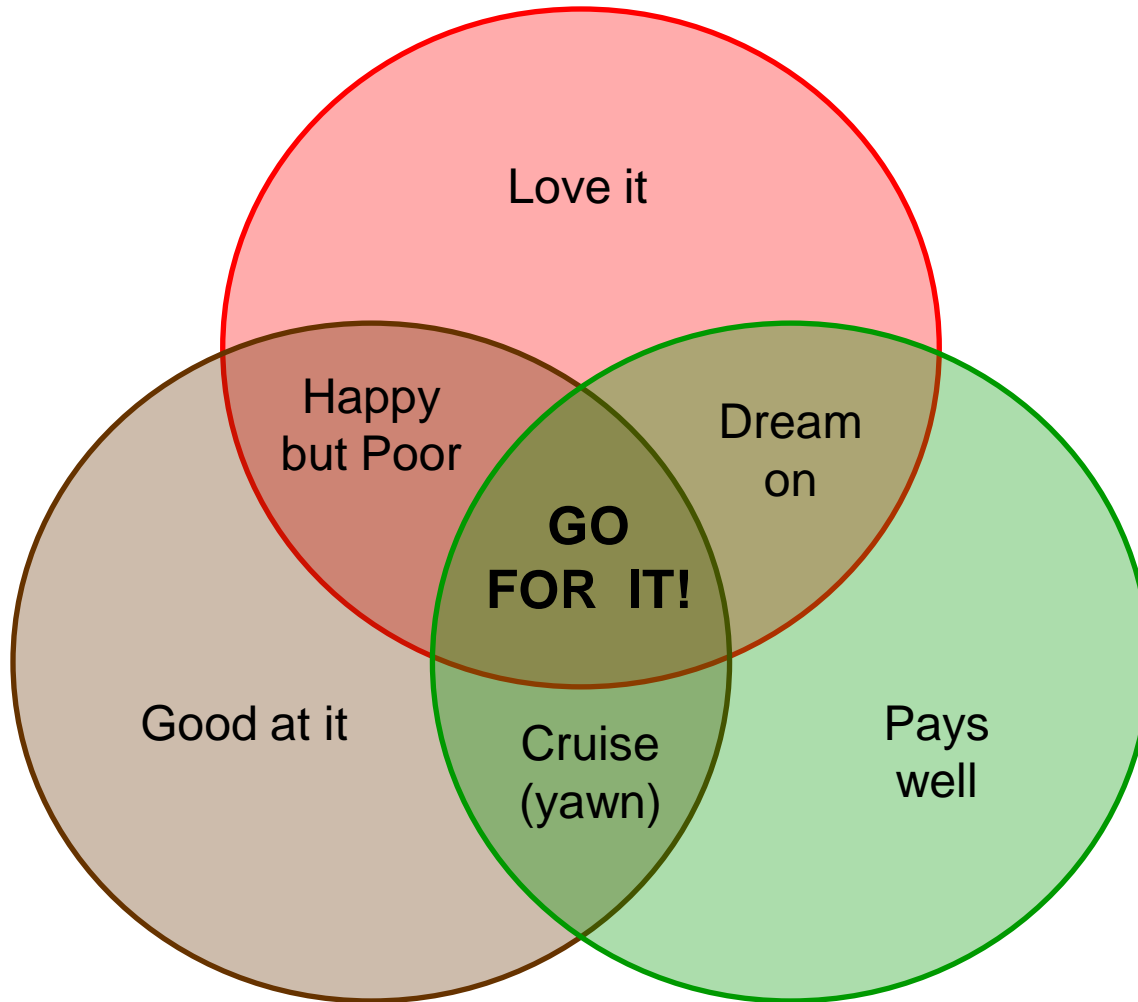 Love it
Happy
but Poor
Dream
on
GO
FOR IT!
Good at it
Cruise
(yawn)
Pays
well